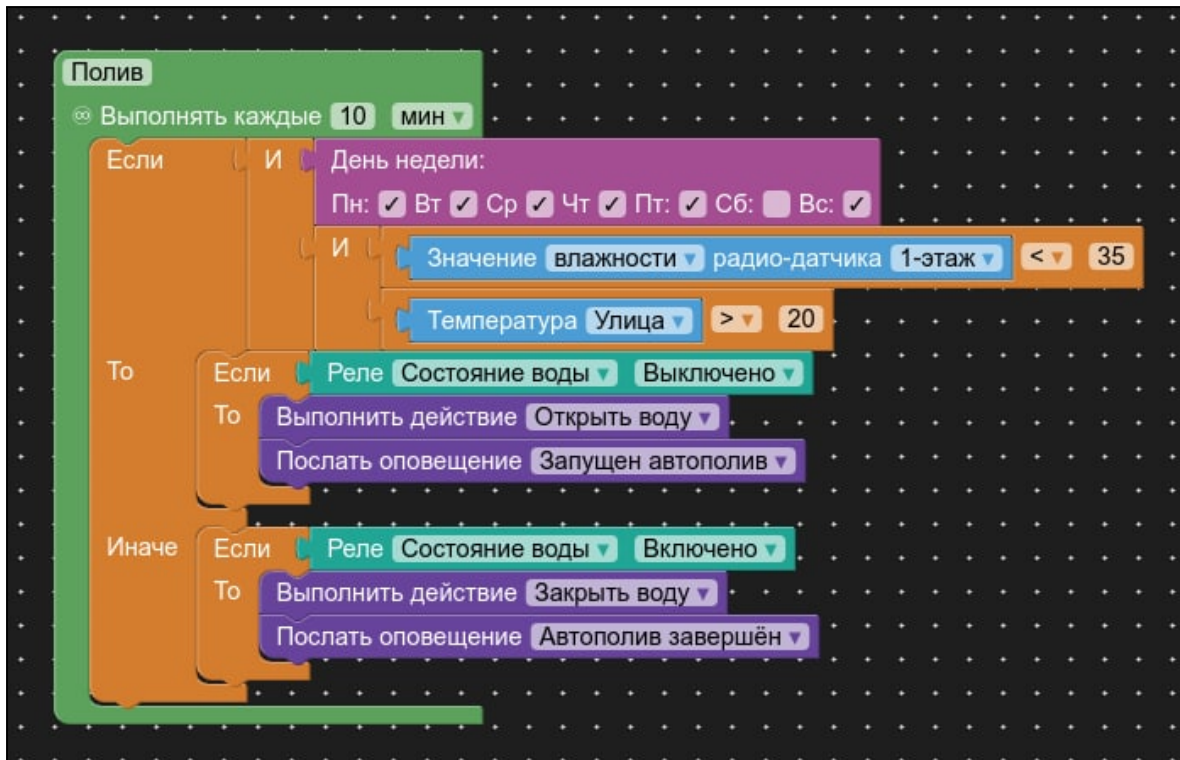 Полив
Выполнять каждые 10 мин
Если И День недели:
Пн: Вт Ср Чт Пт: Сб: Вс:
И Значение влажности радио-датчика 1-этаж < 35
Температура Улица > 20
То Если Реле Состояние воды Выключено
То Выполнить действие Открыть воду
Послать оповещение Запущен автополив
Иначе Если Реле Состояние воды Включено
То Выполнить действие Закрыть воду
Послать оповещение Автополив завершён